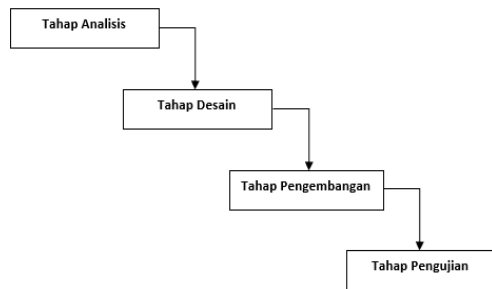 Tahap Analisis
Tahap Desain
Tahap Pengembangan
Tahap Pengujian